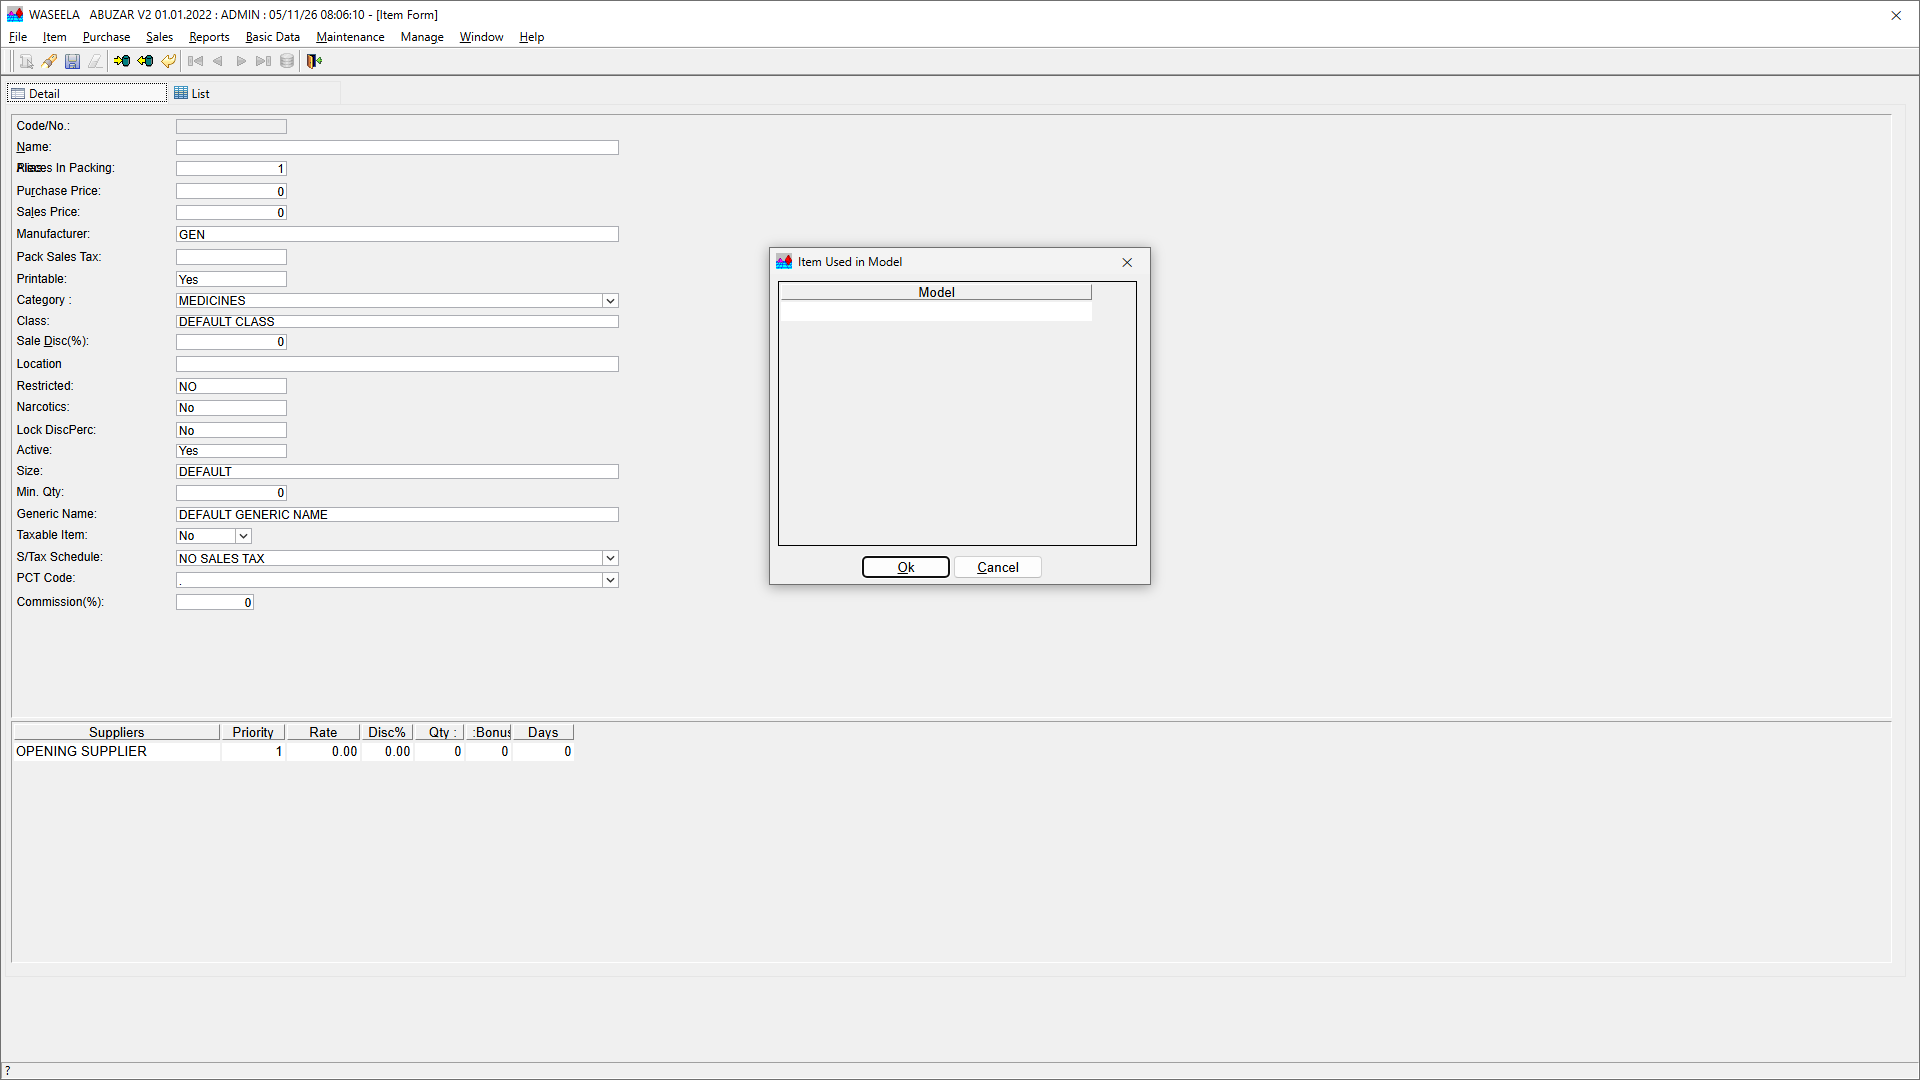 WASEELA ABUZAR V2 01.01.2022 : ADMIN : 05/11/26 08:06:10 - [Item Form]
File Item Purchase Sales Reports Basic Data Maintenance Manage Window Help
Detail List
Code/No.:
Name:
Pieces In Packing: 1
Purchase Price: 0
Sales Price: 0
Manufacturer: GEN
Pack Sales Tax:
Printable: Yes
Category : MEDICINES
Class: DEFAULT CLASS
Sale Disc(%): 0
Location
Restricted: NO
Narcotics: No
Lock DiscPerc: No
Active: Yes
Size: DEFAULT
Min. Qty: 0
Generic Name: DEFAULT GENERIC NAME
Taxable Item: No
S/Tax Schedule: NO SALES TAX
PCT Code: .
Commission(%): 0
Item Used in Model
Model
Ok Cancel
Suppliers Priority Rate Disc% Qty : :Bonus Days
OPENING SUPPLIER 1 0.00 0.00 0 0 0
?